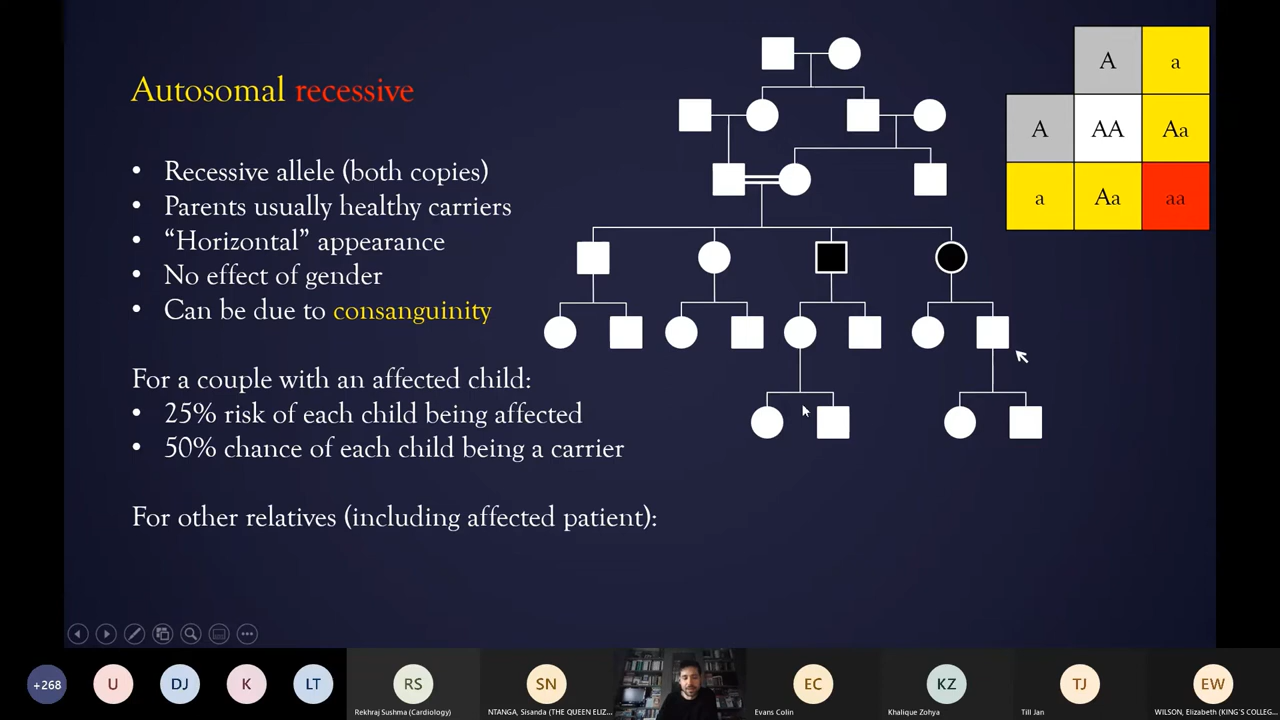 Autosomal recessive
• Recessive allele (both copies)
• Parents usually healthy carriers
• “Horizontal” appearance
• No effect of gender
• Can be due to consanguinity
For a couple with an affected child:
• 25% risk of each child being affected
• 50% chance of each child being a carrier
For other relatives (including affected patient):
A a
A AA Aa
a Aa aa
+268 U DJ K LT RS SN EC KZ TJ EW
Rekhraj Sushma (Cardiology) NTANGA, Sisanda (THE QUEEN ELIZ... Evans Colin Khalique Zohya Till Jan WILSON, Elizabeth (KING'S COLLEG...